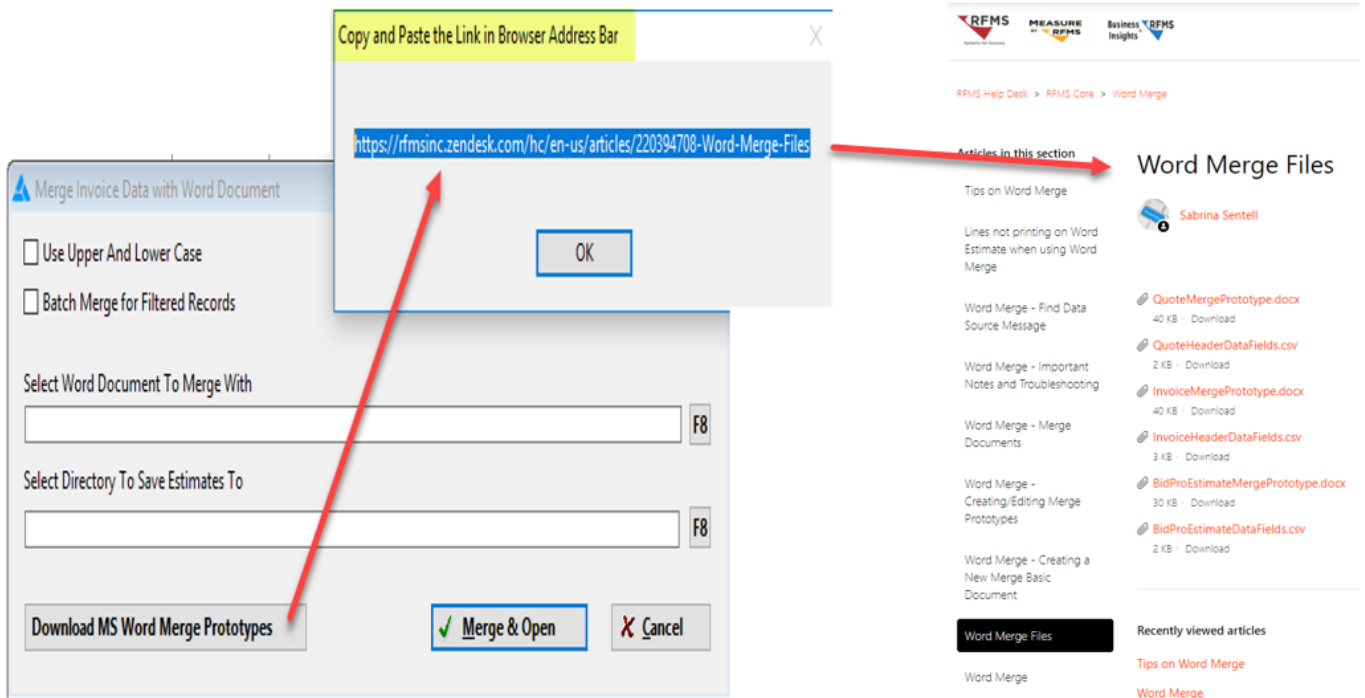 Copy and Paste the Link in Browser Address Bar
https://rfmsinc.zendesk.com/hc/en-us/articles/220394708-Word-Merge-Files
OK
Merge Invoice Data with Word Document
Use Upper And Lower Case
Batch Merge for Filtered Records
Select Word Document To Merge With
F8
Select Directory To Save Estimates To
F8
Download MS Word Merge Prototypes
Merge & Open
Cancel
RFMS
Systems for Success
MEASURE
BY RFMS
Business RFMS
Insights
RFMS Help Desk > RFMS Core > Word Merge
Articles in this section
Tips on Word Merge
Lines not printing on Word
Estimate when using Word
Merge
Word Merge - Find Data
Source Message
Word Merge - Important
Notes and Troubleshooting
Word Merge - Merge
Documents
Word Merge -
Creating/Editing Merge
Prototypes
Word Merge - Creating a
New Merge Basic
Document
Word Merge Files
Word Merge
Word Merge Files
Sabrina Sentell
QuoteMergePrototype.docx
40 KB · Download
QuoteHeaderDataFields.csv
2 KB · Download
InvoiceMergePrototype.docx
40 KB · Download
InvoiceHeaderDataFields.csv
3 KB · Download
BidProEstimateMergePrototype.docx
30 KB · Download
BidProEstimateDataFields.csv
2 KB · Download
Recently viewed articles
Tips on Word Merge
Word Merge